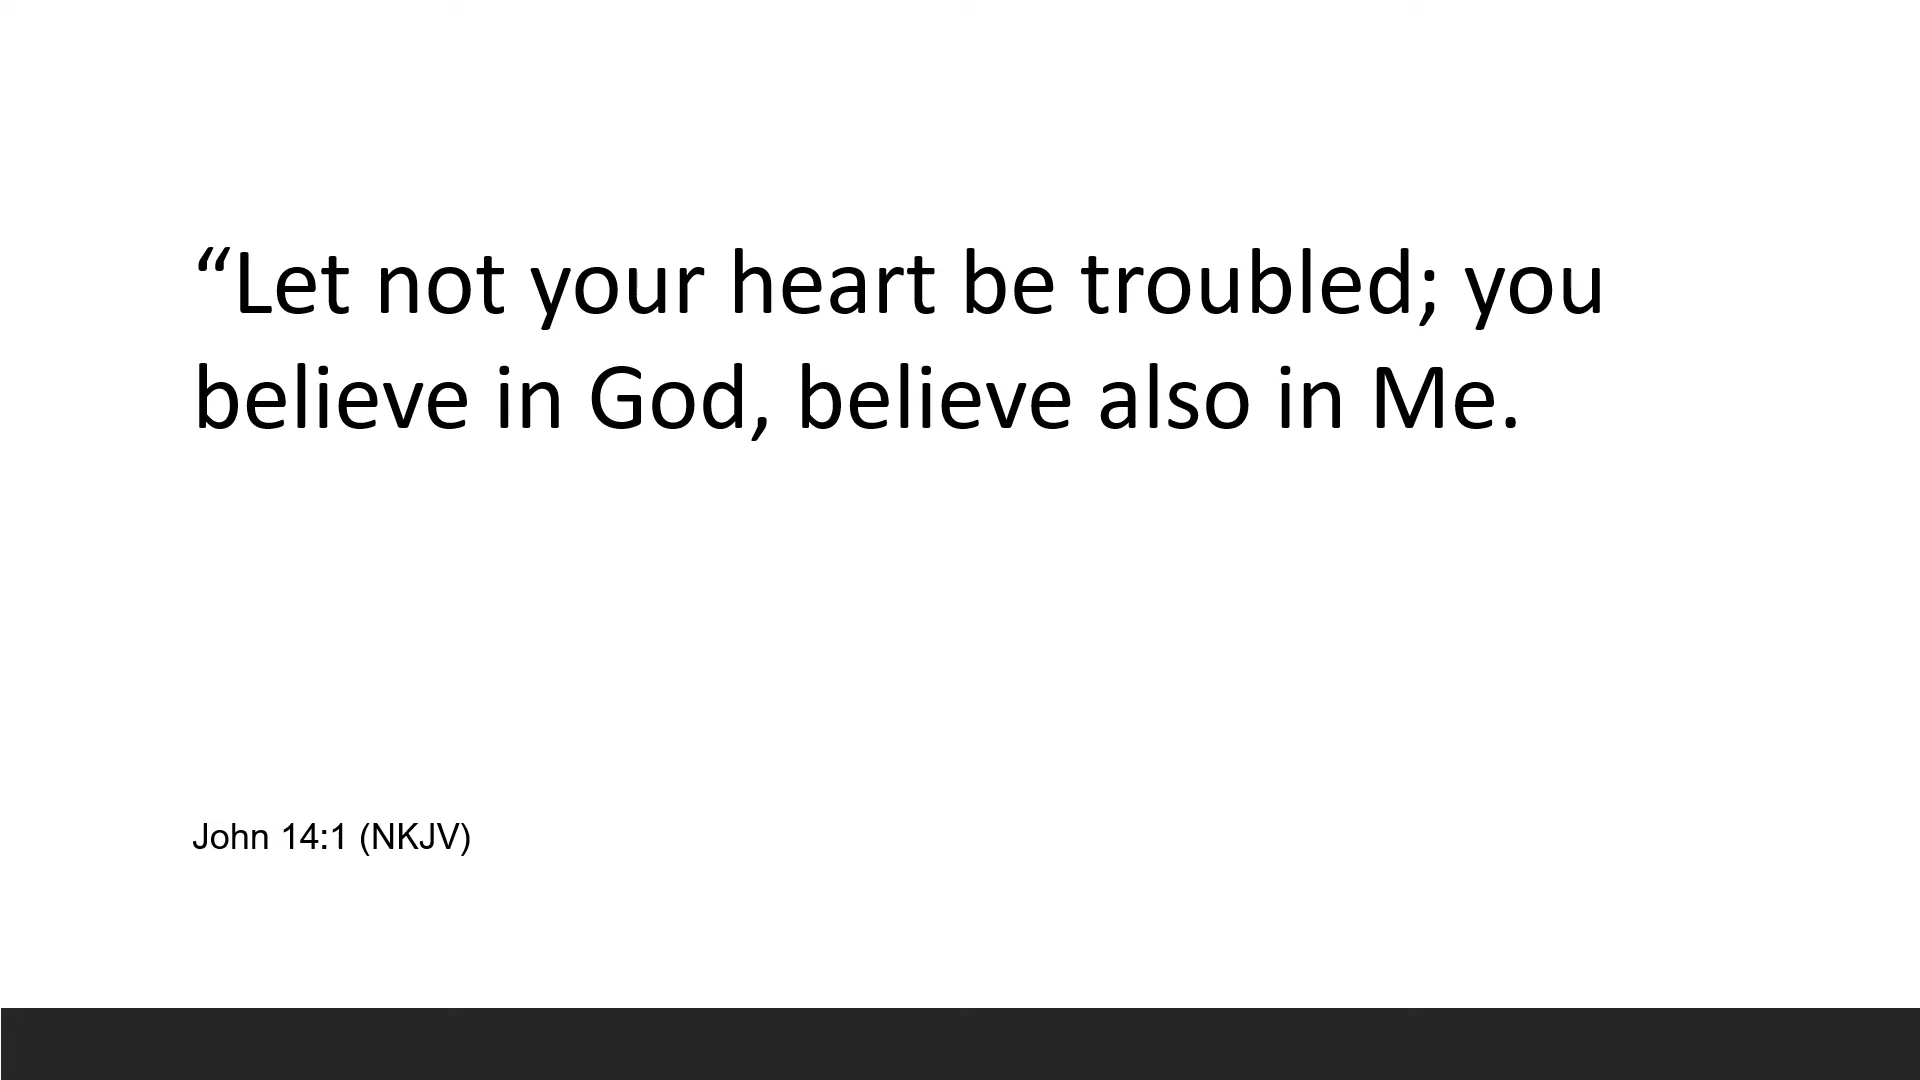 “Let not your heart be troubled; you
believe in God, believe also in Me.
John 14:1 (NKJV)